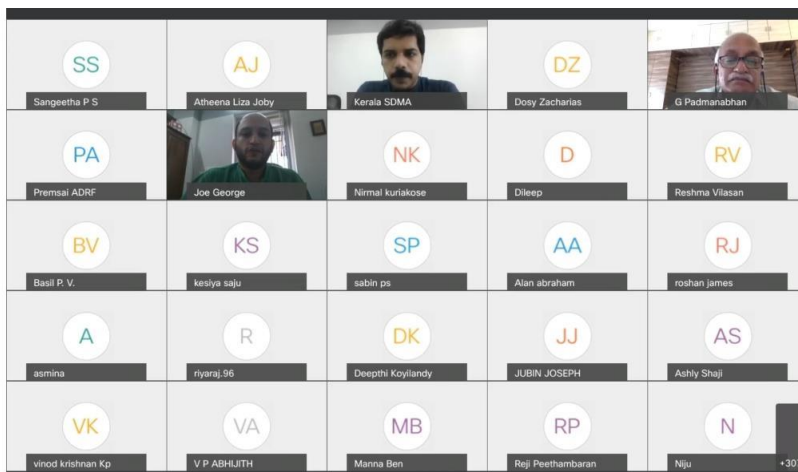 SS
Sangeetha P S
AJ
Atheena Liza Joby
Kerala SDMA
DZ
Dosy Zacharias
G Padmanabhan
PA
Premsai ADRF
Joe George
NK
Nirmal kuriakose
D
Dileep
RV
Reshma Vilasan
BV
Basil P. V.
KS
kesiya saju
SP
sabin ps
AA
Alan abraham
RJ
roshan james
A
asmina
R
riyaraj.96
DK
Deepthi Koyilandy
JJ
JUBIN JOSEPH
AS
Ashly Shaji
VK
vinod krishnan Kp
VA
V P ABHIJITH
MB
Manna Ben
RP
Reji Peethambaran
N
Niju